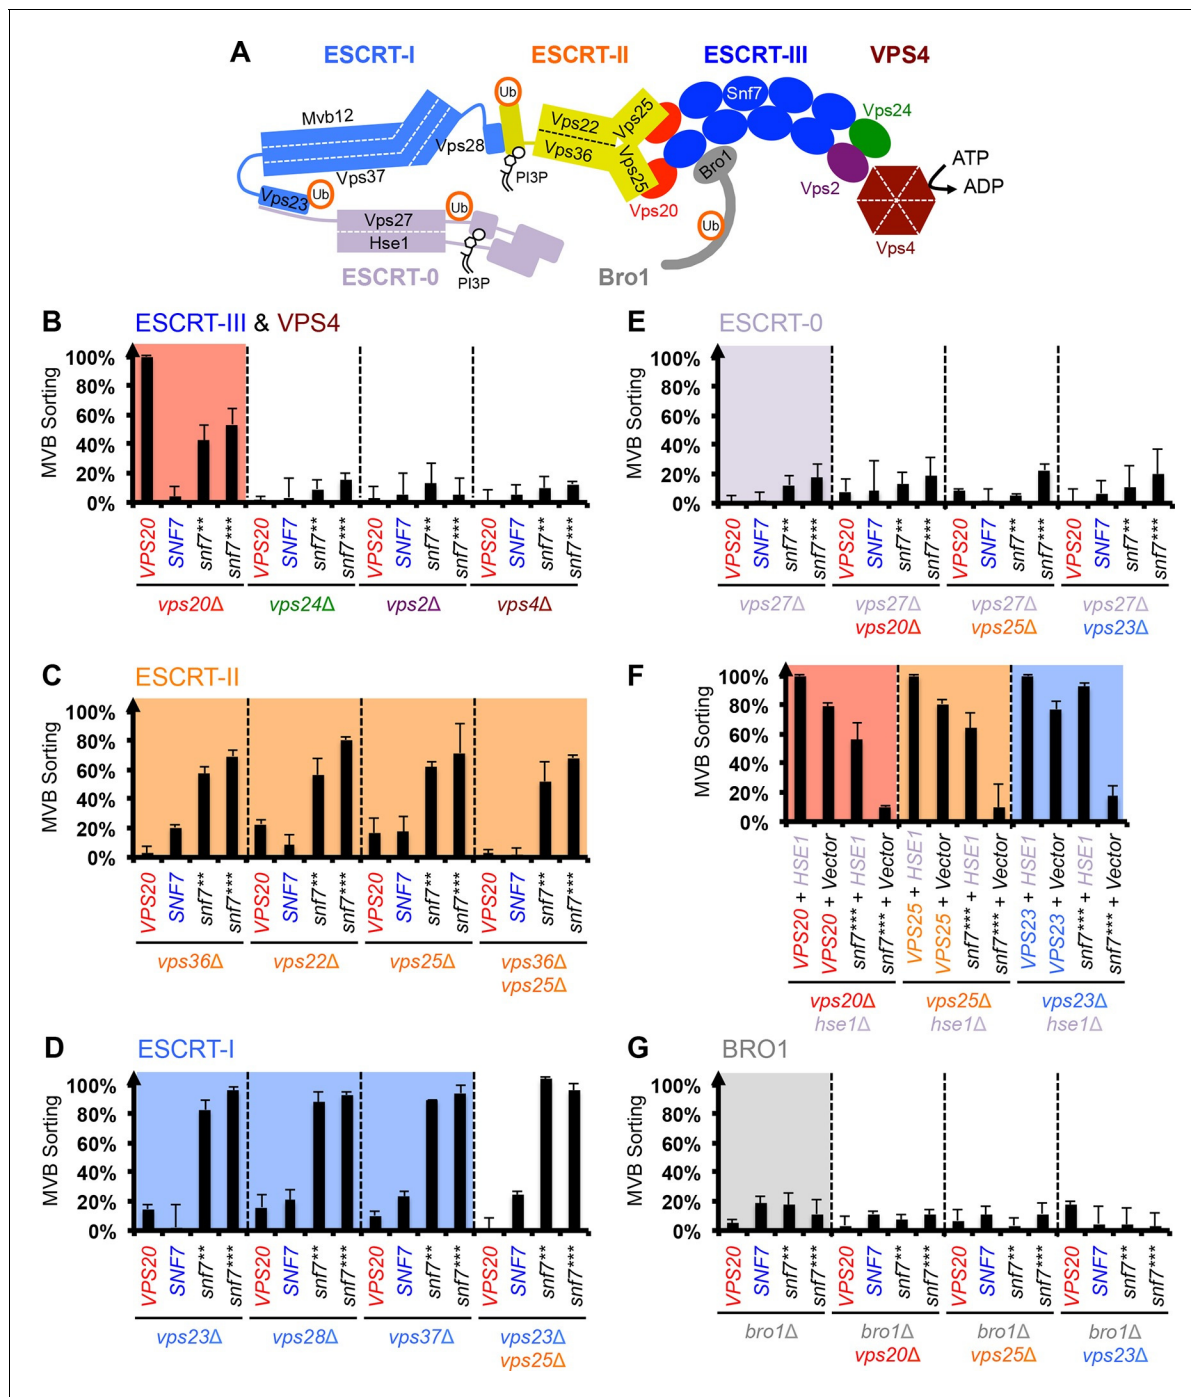 A
ESCRT-I
ESCRT-II
ESCRT-III
VPS4
Mvb12
Vps37
Vps28
Ub
Vps23
Ub
Vps27
Hse1
Ub
PI3P
ESCRT-0
PI3P
Vps22
Vps36
Vps25
Vps25
Vps20
Snf7
Bro1
Ub
Bro1
Vps24
Vps2
ATP
ADP
Vps4
B ESCRT-III & VPS4
MVB Sorting
100%
80%
60%
40%
20%
0%
VPS20 SNF7 snf7** snf7*** VPS20 SNF7 snf7** snf7*** VPS20 SNF7 snf7** snf7*** VPS20 SNF7 snf7** snf7***
vps20Δ vps24Δ vps2Δ vps4Δ
C ESCRT-II
MVB Sorting
100%
80%
60%
40%
20%
0%
VPS20 SNF7 snf7** snf7*** VPS20 SNF7 snf7** snf7*** VPS20 SNF7 snf7** snf7*** VPS20 SNF7 snf7** snf7***
vps36Δ vps22Δ vps25Δ vps36Δ
vps25Δ
D ESCRT-I
MVB Sorting
100%
80%
60%
40%
20%
0%
VPS20 SNF7 snf7** snf7*** VPS20 SNF7 snf7** snf7*** VPS20 SNF7 snf7** snf7*** VPS20 SNF7 snf7** snf7***
vps23Δ vps28Δ vps37Δ vps23Δ
vps25Δ
E ESCRT-0
MVB Sorting
100%
80%
60%
40%
20%
0%
VPS20 SNF7 snf7** snf7*** VPS20 SNF7 snf7** snf7*** VPS20 SNF7 snf7** snf7*** VPS20 SNF7 snf7** snf7***
vps27Δ vps27Δ vps27Δ vps27Δ
vps20Δ vps25Δ vps23Δ
F
MVB Sorting
100%
80%
60%
40%
20%
0%
VPS20 + HSE1
VPS20 + Vector
snf7*** + HSE1
snf7*** + Vector
VPS25 + HSE1
VPS25 + Vector
snf7*** + HSE1
snf7*** + Vector
VPS23 + HSE1
VPS23 + Vector
snf7*** + HSE1
snf7*** + Vector
vps20Δ vps25Δ vps23Δ
hse1Δ hse1Δ hse1Δ
G BRO1
MVB Sorting
100%
80%
60%
40%
20%
0%
VPS20 SNF7 snf7** snf7*** VPS20 SNF7 snf7** snf7*** VPS20 SNF7 snf7** snf7*** VPS20 SNF7 snf7** snf7***
bro1Δ bro1Δ bro1Δ bro1Δ
vps20Δ vps25Δ vps23Δ